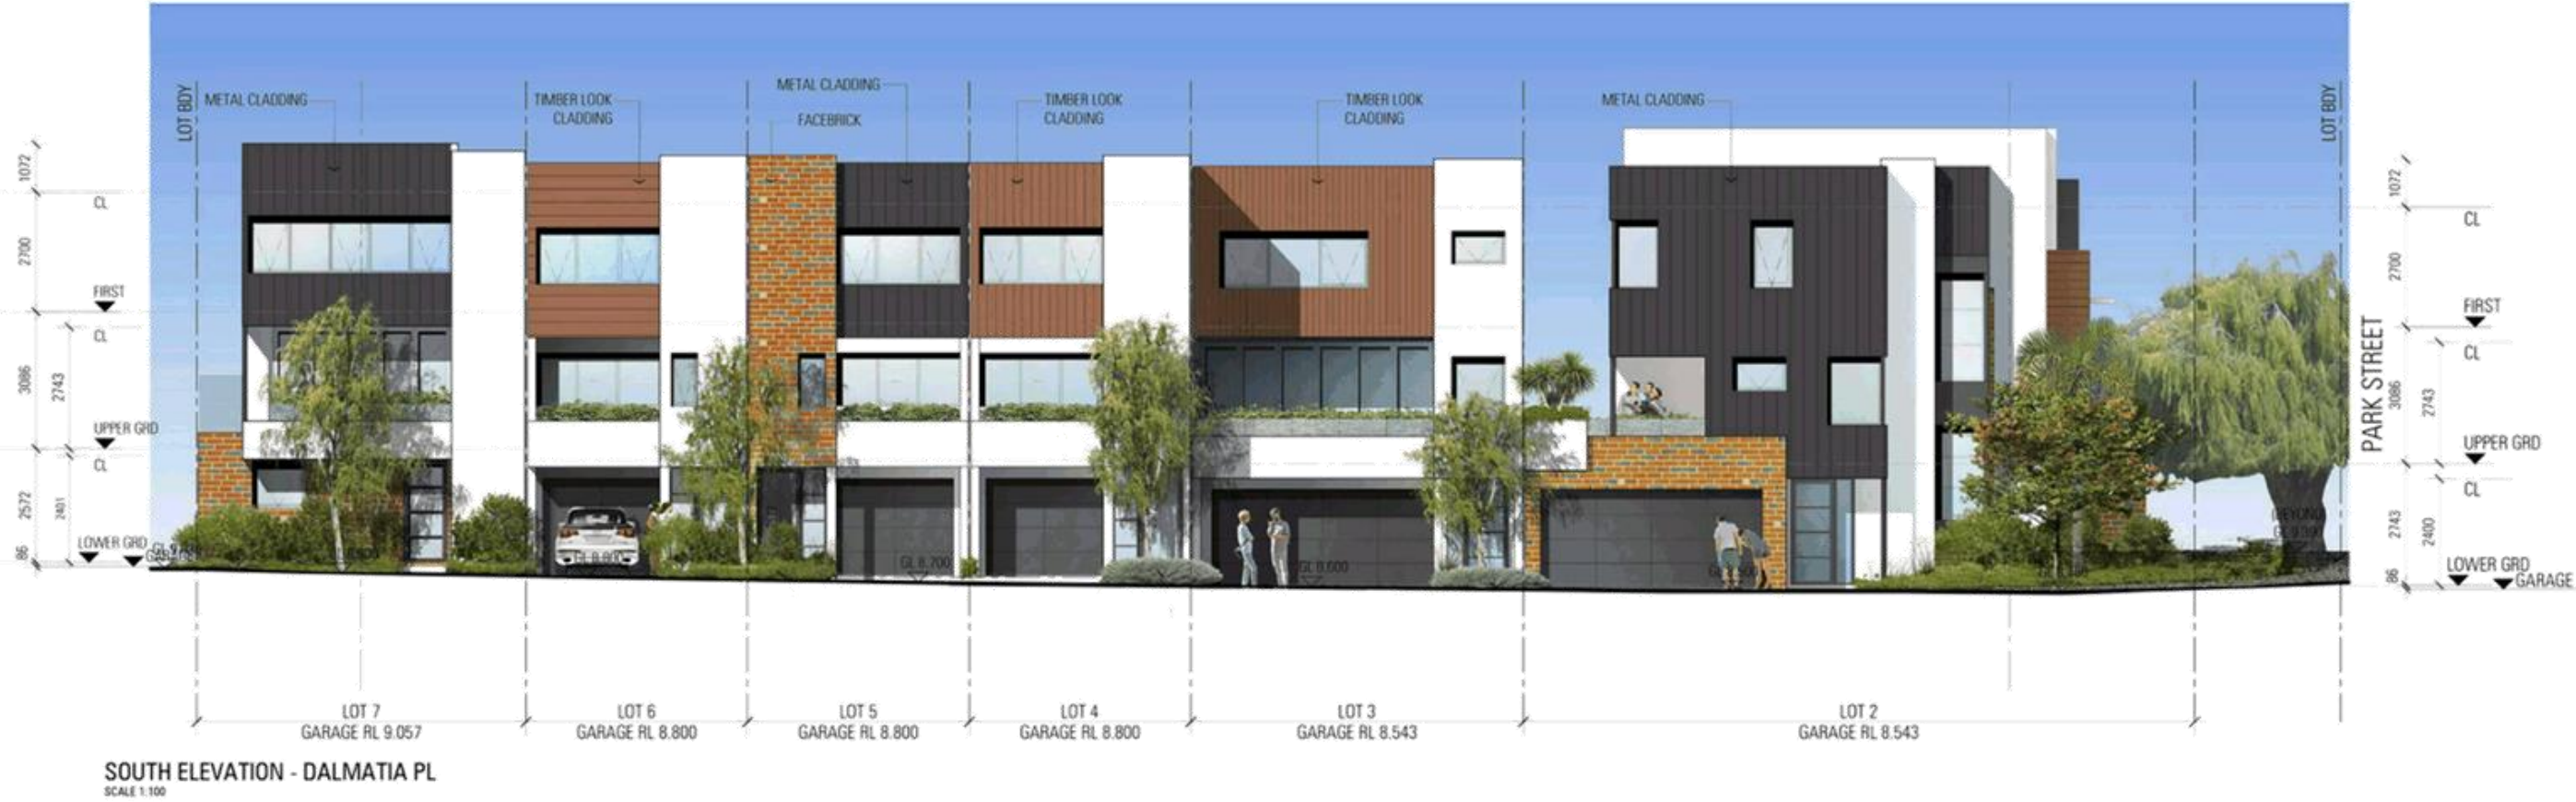 LOT BDY
METAL CLADDING
TIMBER LOOK
CLADDING
METAL CLADDING
FACEBRICK
TIMBER LOOK
CLADDING
TIMBER LOOK
CLADDING
METAL CLADDING
LOT BDY
1072
CL
2700
FIRST
CL
3086
2743
UPPER GRD
CL
2572
2401
LOWER GRD
86
1072
CL
2700
FIRST
CL
PARK STREET
3086
2743
UPPER GRD
CL
2743
2400
LOWER GRD
GARAGE
86
GL 8.800
GL 8.700
GL 8.600
BEYOND
LOT 7
GARAGE RL 9.057
LOT 6
GARAGE RL 8.800
LOT 5
GARAGE RL 8.800
LOT 4
GARAGE RL 8.800
LOT 3
GARAGE RL 8.543
LOT 2
GARAGE RL 8.543
SOUTH ELEVATION - DALMATIA PL
SCALE 1:100